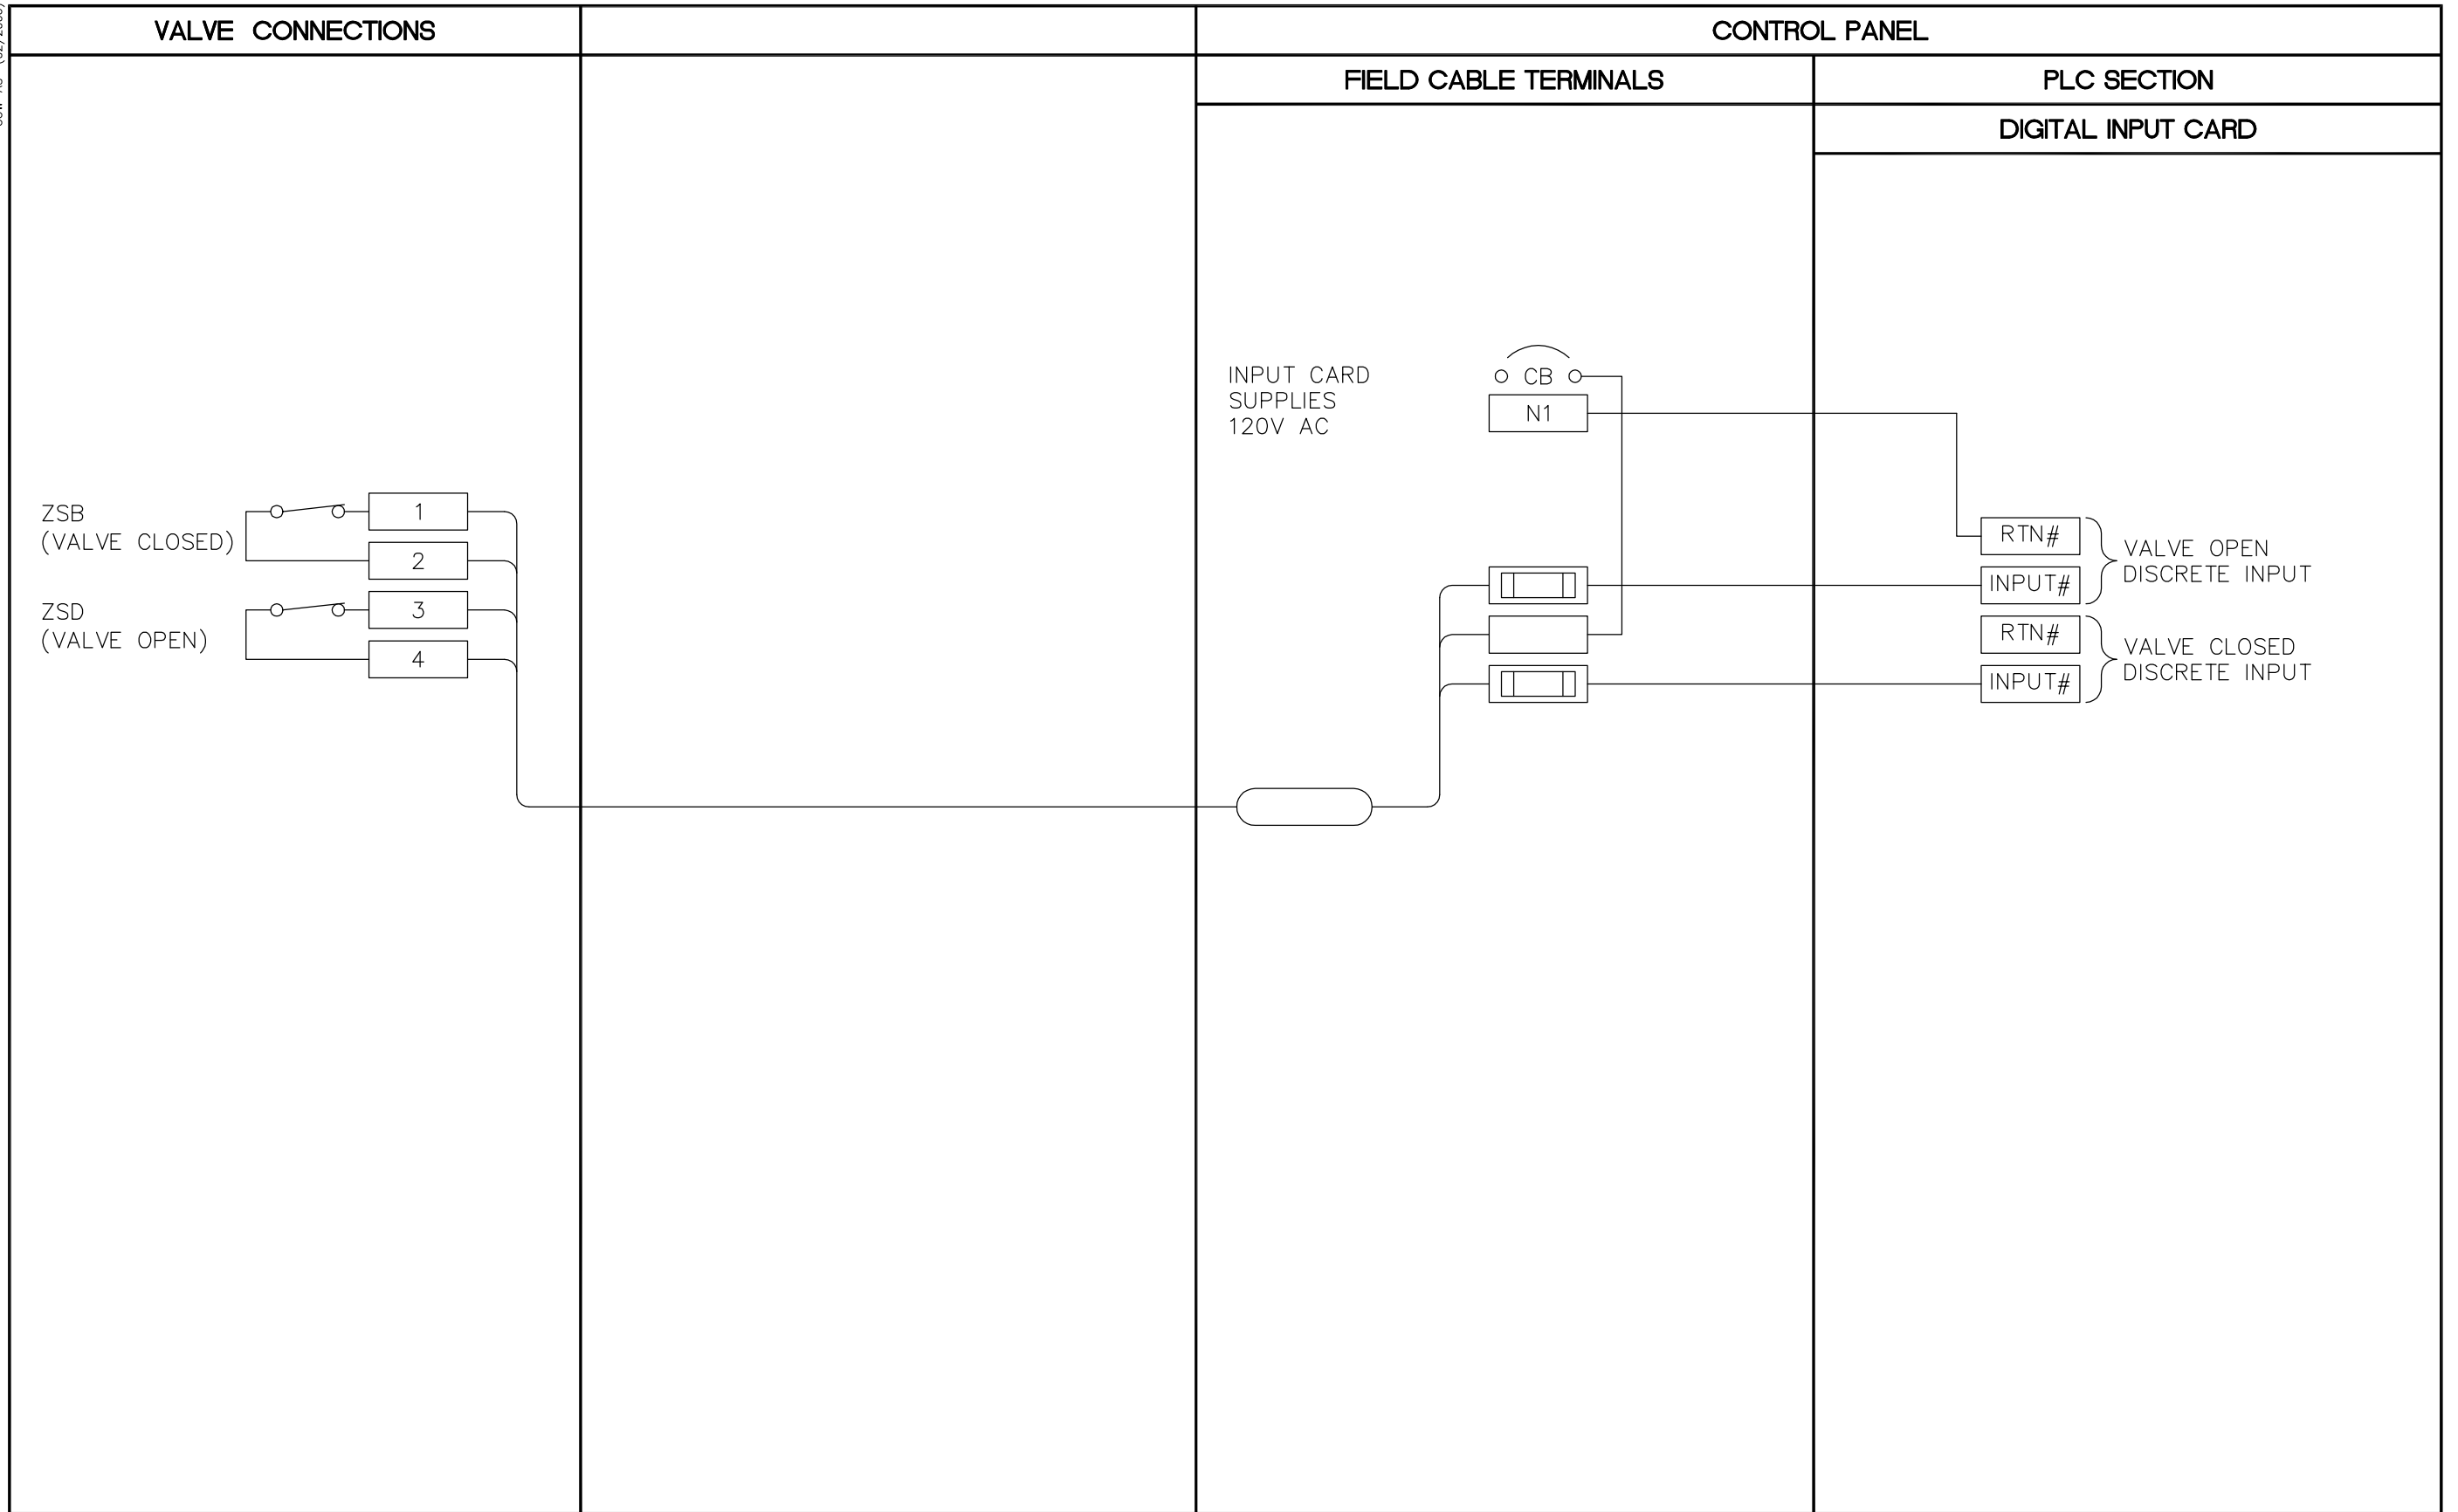 VALVE CONNECTIONS
CONTROL PANEL
FIELD CABLE TERMINALS
PLC SECTION
DIGITAL INPUT CARD
INPUT CARD
SUPPLIES
120V AC
CB
N1
ZSB
(VALVE CLOSED)
1
2
ZSD
(VALVE OPEN)
3
4
RTN#
INPUT#
VALVE OPEN
DISCRETE INPUT
RTN#
INPUT#
VALVE CLOSED
DISCRETE INPUT